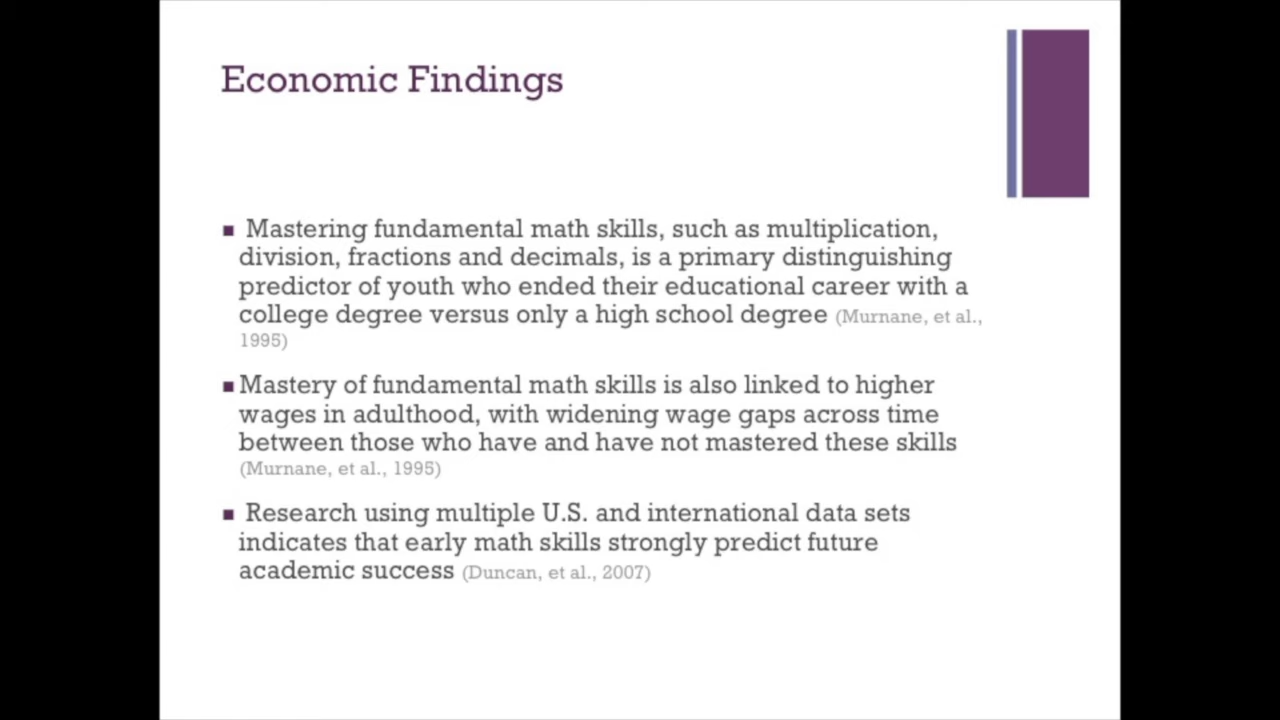 Economic Findings
■ Mastering fundamental math skills, such as multiplication,
division, fractions and decimals, is a primary distinguishing
predictor of youth who ended their educational career with a
college degree versus only a high school degree (Murnane, et al.,
1995)
■ Mastery of fundamental math skills is also linked to higher
wages in adulthood, with widening wage gaps across time
between those who have and have not mastered these skills
(Murnane, et al., 1995)
■ Research using multiple U.S. and international data sets
indicates that early math skills strongly predict future
academic success (Duncan, et al., 2007)